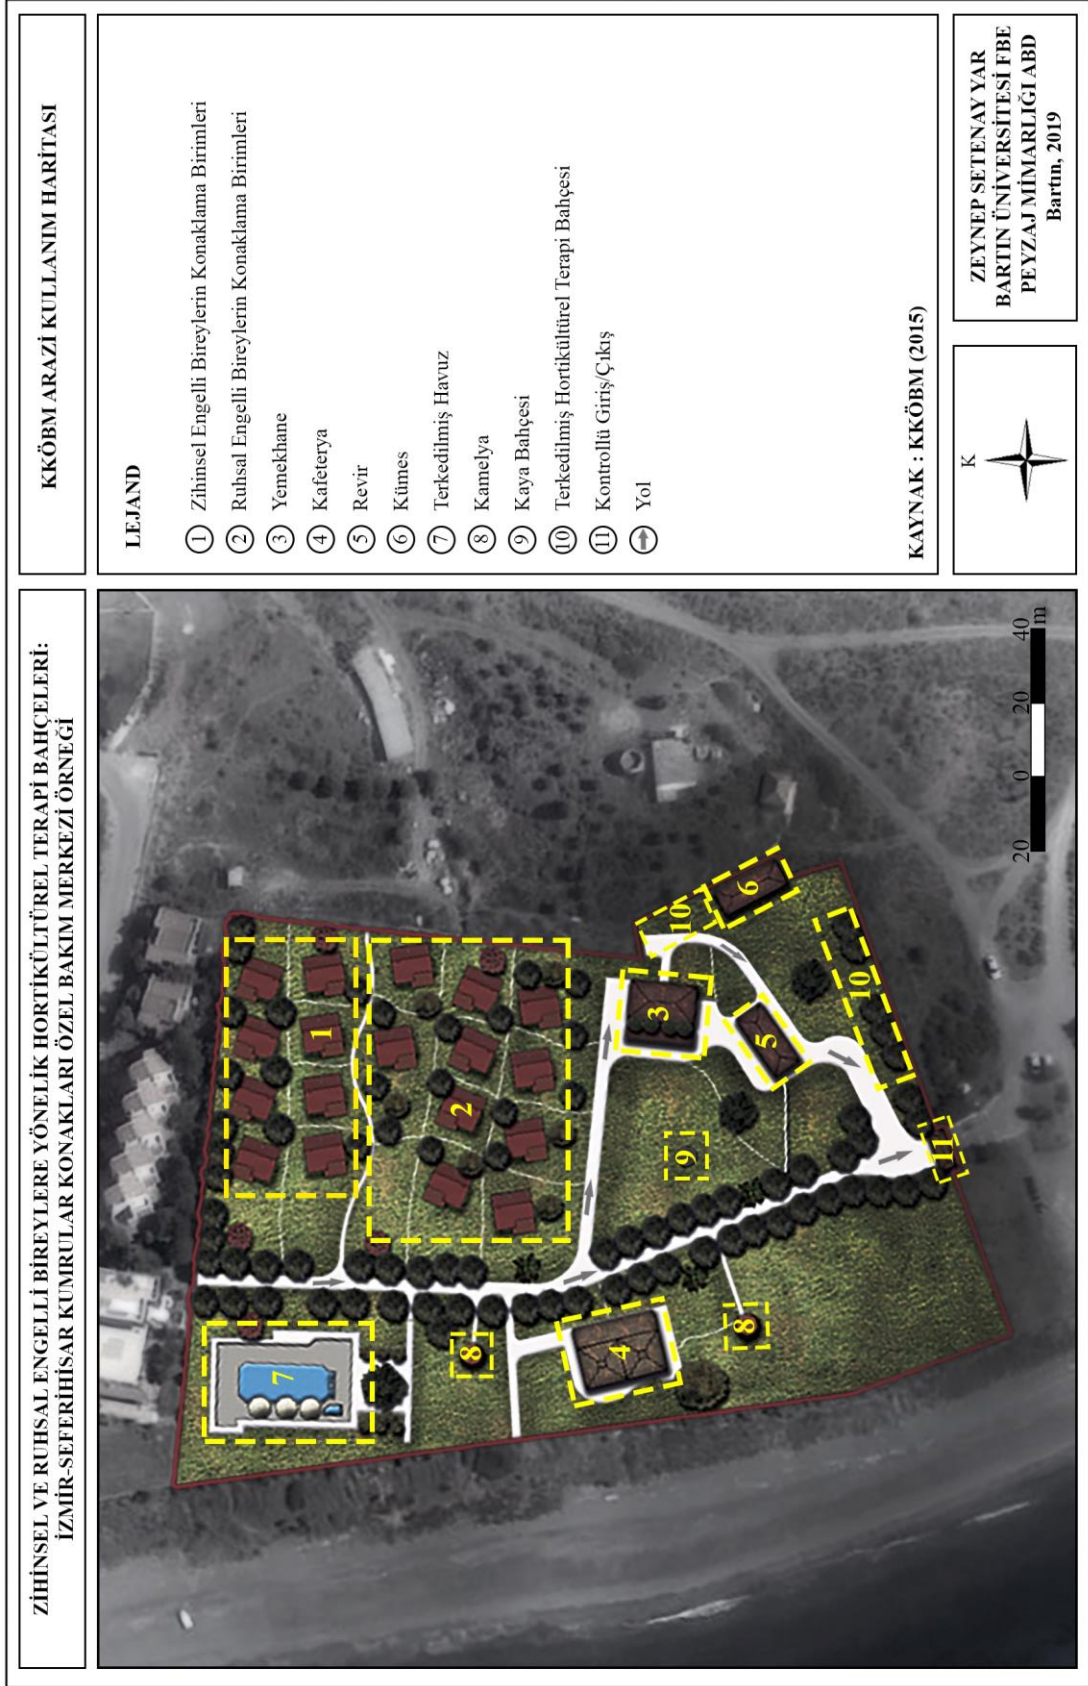 ZİHİNSEL VE RUHSAL ENGELLİ BİREYLERE YÖNELİK HORTİKÜLTÜREL TERAPİ BAHÇELERİ:
İZMİR-SEFERİHİSAR KUMRULAR KONAKLARI ÖZEL BAKIM MERKEZİ ÖRNEĞİ
KKÖBM ARAZİ KULLANIM HARİTASI
7
8
4
8
1
2
9
3
5
10
6
10
11
20 0 20 40 m
LEJAND
1 Zihinsel Engelli Bireylerin Konaklama Birimleri
2 Ruhsal Engelli Bireylerin Konaklama Birimleri
3 Yemekhane
4 Kafeterya
5 Revir
6 Kümes
7 Terkedilmiş Havuz
8 Kamelya
9 Kaya Bahçesi
10 Terkedilmiş Hortikültürel Terapi Bahçesi
11 Kontrollü Giriş/Çıkış
Yol
KAYNAK : KKÖBM (2015)
K
ZEYNEP SETENAY YAR
BARTIN ÜNİVERSİTESİ FBE
PEYZAJ MİMARLIĞI ABD
Bartın, 2019